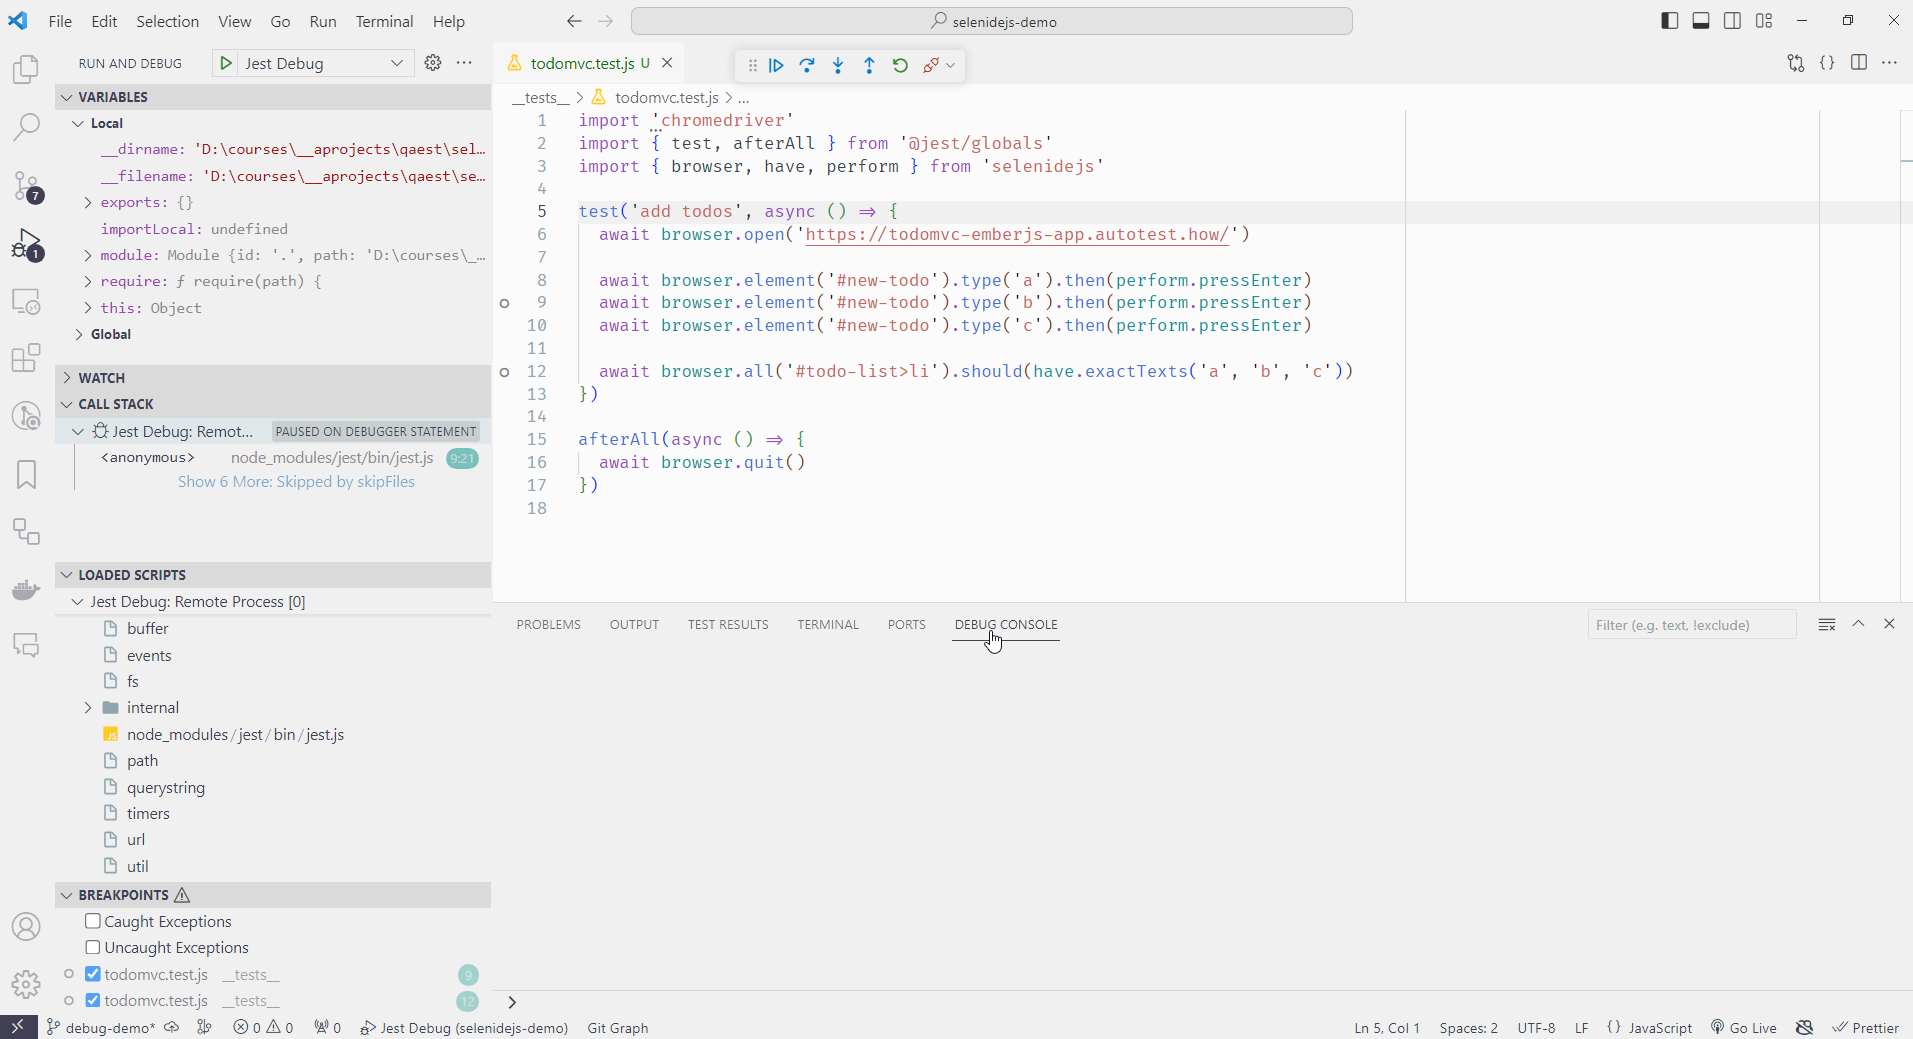 File Edit Selection View Go Run Terminal Help selenidejs-demo
RUN AND DEBUG Jest Debug
VARIABLES
Local
__dirname: 'D:\courses\__aprojects\qaest\sel…
__filename: 'D:\courses\__aprojects\qaest\se…
exports: {}
importLocal: undefined
module: Module {id: '.', path: 'D:\courses\_…
require: ƒ require(path) {
this: Object
Global
WATCH
CALL STACK
Jest Debug: Remot... PAUSED ON DEBUGGER STATEMENT
<anonymous> node_modules/jest/bin/jest.js 9:21
Show 6 More: Skipped by skipFiles
LOADED SCRIPTS
Jest Debug: Remote Process [0]
buffer
events
fs
internal
JS node_modules/jest/bin/jest.js
path
querystring
timers
url
util
BREAKPOINTS
Caught Exceptions
Uncaught Exceptions
todomvc.test.js __tests__ 9
todomvc.test.js __tests__ 12
7
1
todomvc.test.js U
__tests__ > todomvc.test.js > ...
1 import 'chromedriver'
2 import { test, afterAll } from '@jest/globals'
3 import { browser, have, perform } from 'selenidejs'
4
5 test('add todos', async () => {
6 await browser.open('https://todomvc-emberjs-app.autotest.how/')
7
8 await browser.element('#new-todo').type('a').then(perform.pressEnter)
9 await browser.element('#new-todo').type('b').then(perform.pressEnter)
10 await browser.element('#new-todo').type('c').then(perform.pressEnter)
11
12 await browser.all('#todo-list>li').should(have.exactTexts('a', 'b', 'c'))
13 })
14
15 afterAll(async () => {
16 await browser.quit()
17 })
18
PROBLEMS OUTPUT TEST RESULTS TERMINAL PORTS DEBUG CONSOLE Filter (e.g. text, !exclude)
>
debug-demo* 0 0 0 Jest Debug (selenidejs-demo) Git Graph Ln 5, Col 1 Spaces: 2 UTF-8 LF {} JavaScript Go Live Prettier